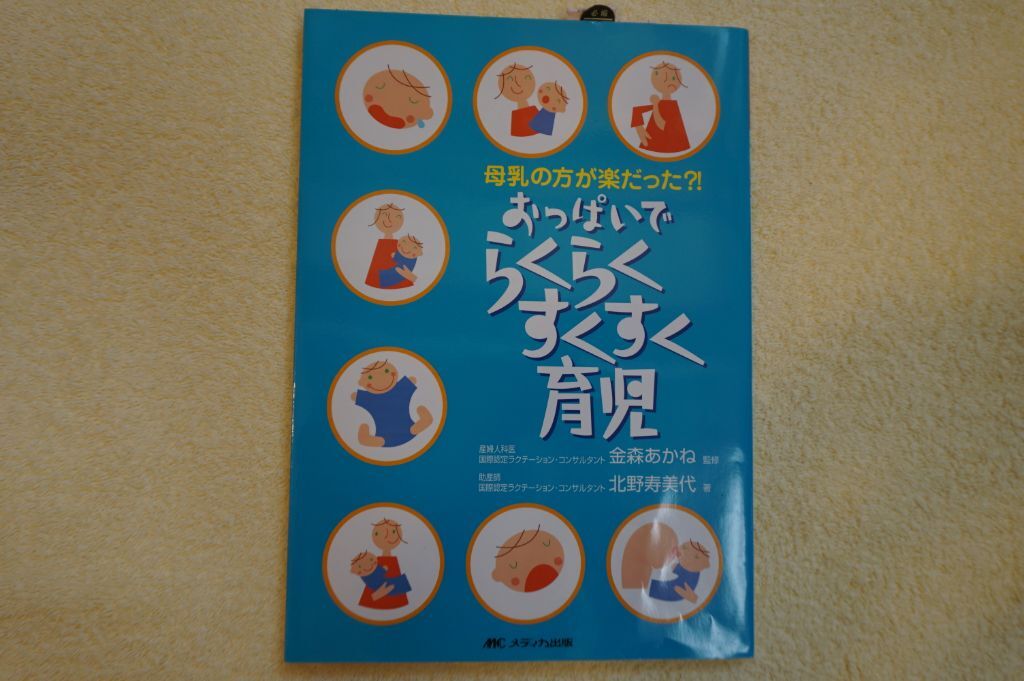 母乳の方が楽だった?!
おっぱいで
らくらく
すくすく
育児
産婦人科医
国際認定ラクテーション・コンサルタント 金森あかね 監修
助産師
国際認定ラクテーション・コンサルタント 北野寿美代 著
MC メディカ出版